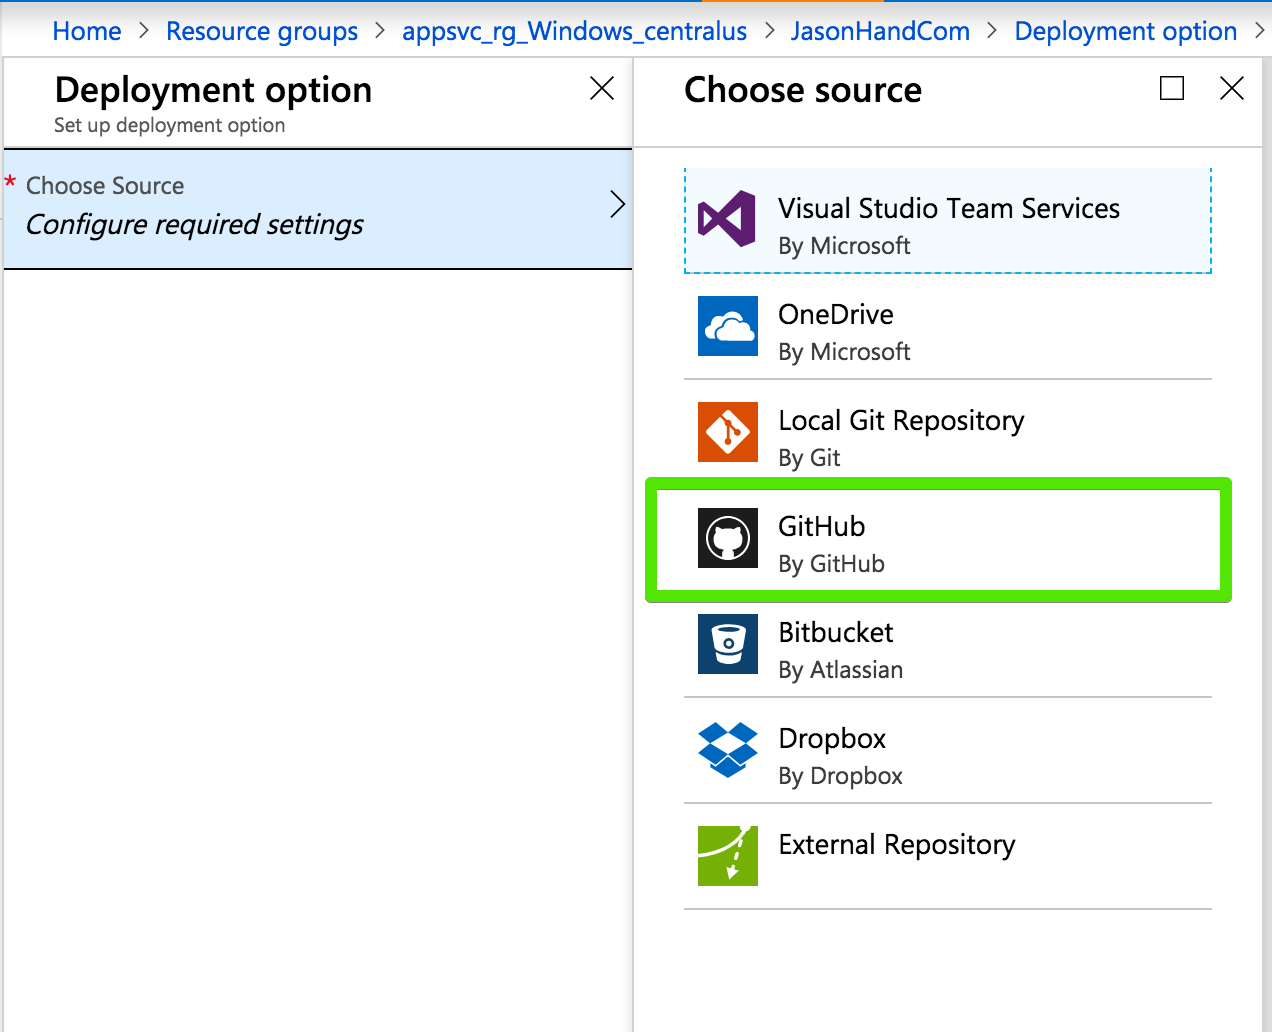 Home > Resource groups > appsvc_rg_Windows_centralus > JasonHandCom > Deployment option >
Deployment option
Set up deployment option
* Choose Source
Configure required settings
Choose source
Visual Studio Team Services
By Microsoft
OneDrive
By Microsoft
Local Git Repository
By Git
GitHub
By GitHub
Bitbucket
By Atlassian
Dropbox
By Dropbox
External Repository